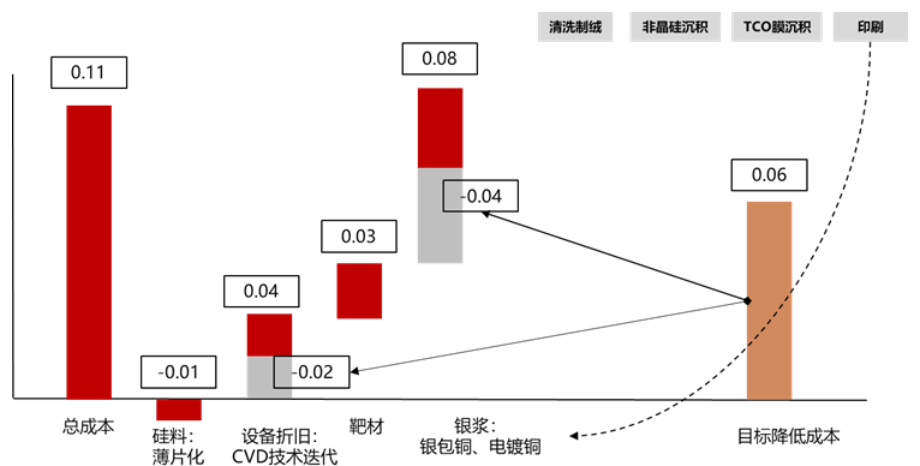 清洗制绒
非晶硅沉积
TCO膜沉积
印刷
0.11
-0.01
0.04
-0.02
0.03
0.08
-0.04
0.06
总成本
硅料:
薄片化
设备折旧:
CVD技术迭代
靶材
银浆:
银包铜、电镀铜
目标降低成本